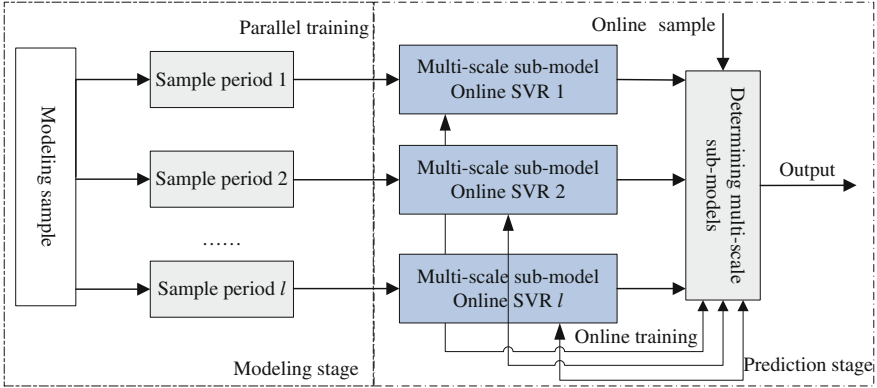 Parallel training
Online sample
Modeling sample
Sample period 1
Multi-scale sub-model
Online SVR 1
Sample period 2
Multi-scale sub-model
Online SVR 2
Determining multi-scale
sub-models
Output
......
Sample period l
Multi-scale sub-model
Online SVR l
Online training
Modeling stage
Prediction stage